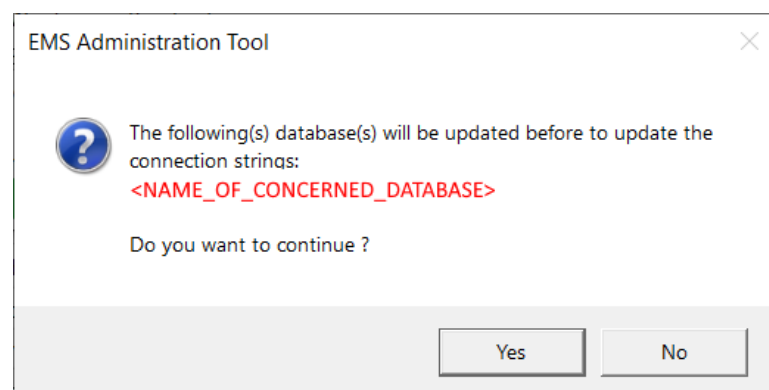 EMS Administration Tool
The following(s) database(s) will be updated before to update the
connection strings:
<NAME_OF_CONCERNED_DATABASE>
Do you want to continue ?
Yes
No